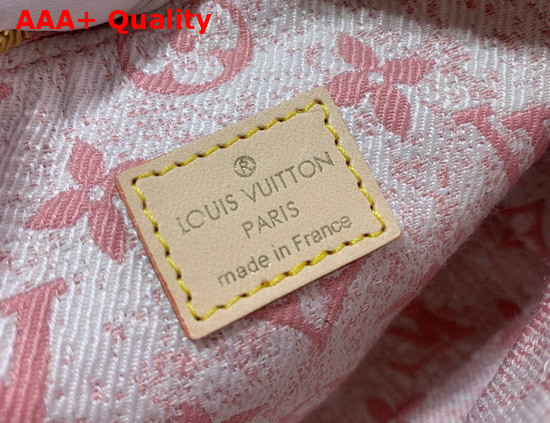 AAA+ Quality
®
LOUIS VUITTON
PARIS
made in France